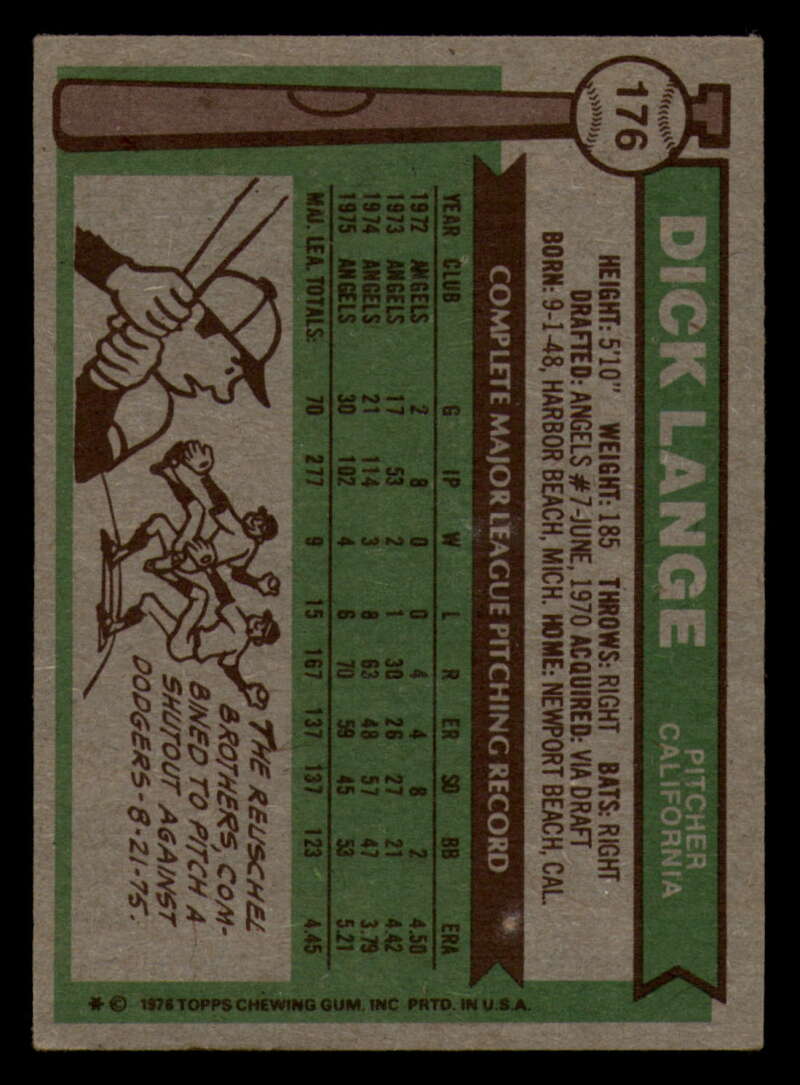 176
DICK LANGE
PITCHER
CALIFORNIA
HEIGHT: 5'10" WEIGHT: 185 THROWS: RIGHT BATS: RIGHT
DRAFTED: ANGELS #7-JUNE, 1970 ACQUIRED: VIA DRAFT
BORN: 9-1-48, HARBOR BEACH, MICH. HOME: NEWPORT BEACH, CAL.
COMPLETE MAJOR LEAGUE PITCHING RECORD
YEAR CLUB G IP W L R ER SO BB ERA
1972 ANGELS 2 8 0 0 4 4 8 2 4.50
1973 ANGELS 17 53 2 1 30 26 27 21 4.42
1974 ANGELS 21 114 3 8 63 48 57 47 3.79
1975 ANGELS 30 102 4 6 70 59 45 53 5.21
MAJ. LEA. TOTALS: 70 277 9 15 167 137 137 123 4.45
THE REUSCHEL
BROTHERS, COM-
BINED TO PITCH A
SHUTOUT AGAINST
DODGERS-8-21-75.
* © 1976 TOPPS CHEWING GUM, INC PRTD. IN U.S.A.